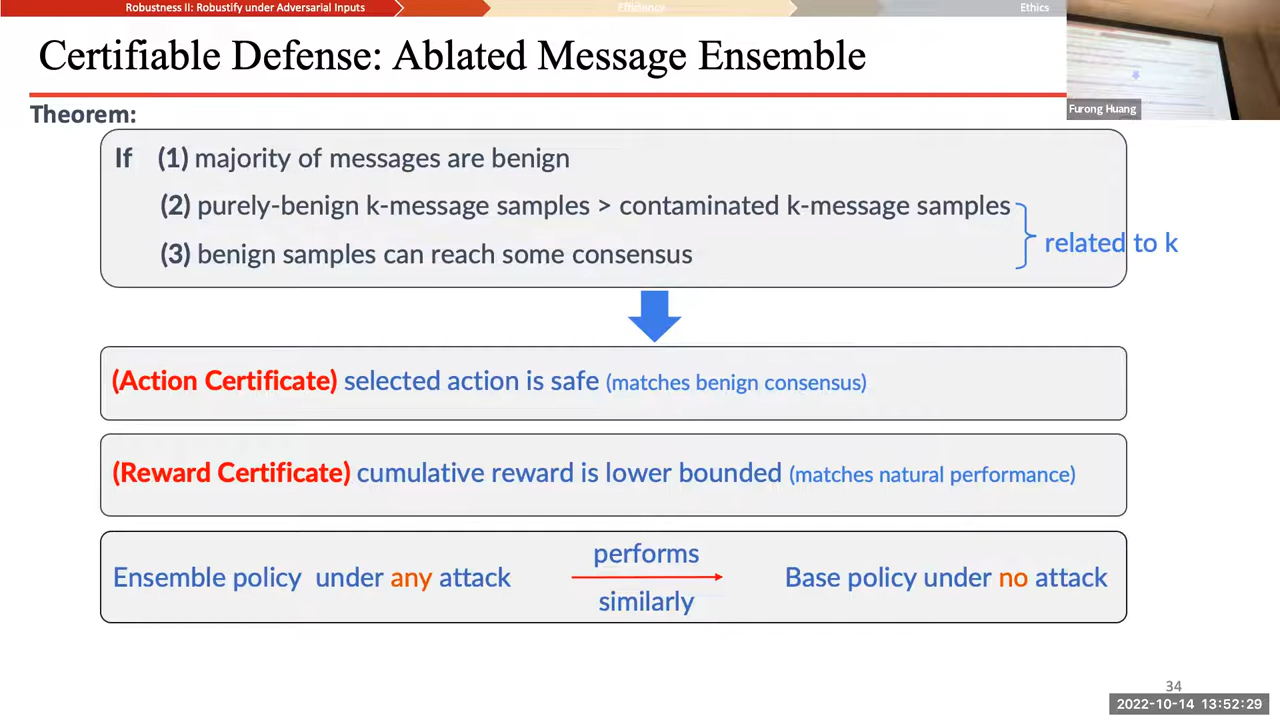 Robustness II: Robustify under Adversarial Inputs
Efficiency
Ethics
Certifiable Defense: Ablated Message Ensemble
Furong Huang
Theorem:
If (1) majority of messages are benign
(2) purely-benign k-message samples > contaminated k-message samples
(3) benign samples can reach some consensus
related to k
(Action Certificate) selected action is safe (matches benign consensus)
(Reward Certificate) cumulative reward is lower bounded (matches natural performance)
Ensemble policy under any attack
performs
similarly
Base policy under no attack
34
2022-10-14 13:52:29